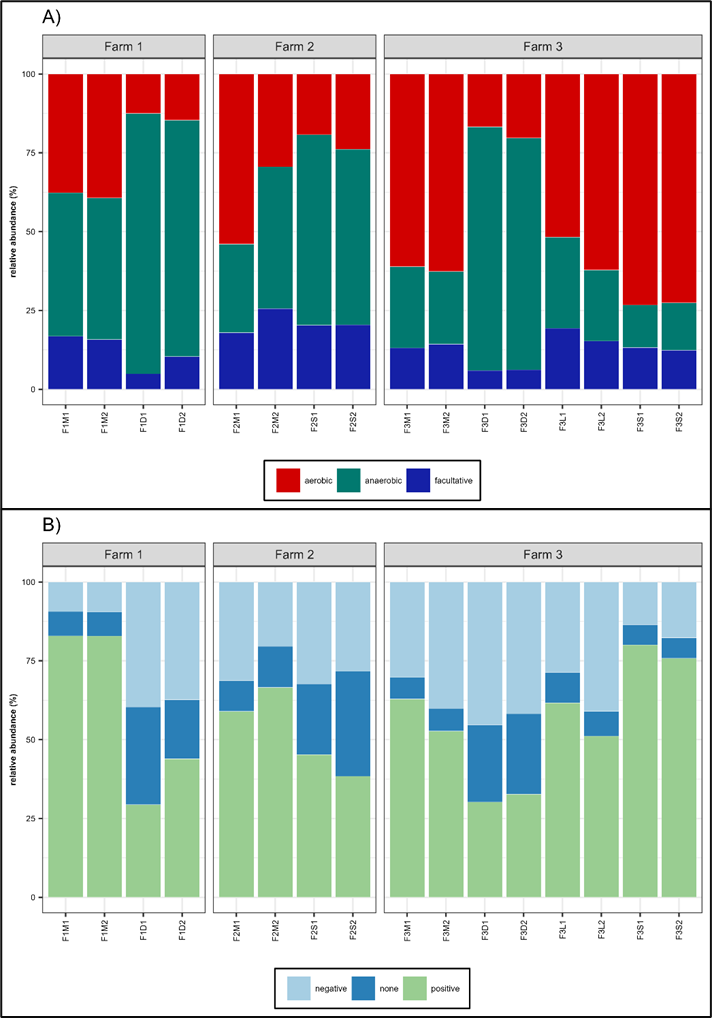 A)
Farm 1 Farm 2 Farm 3
100
75
50
25
0
relative abundance (%)
F1M1 F1M2 F1D1 F1D2 F2M1 F2M2 F2S1 F2S2 F3M1 F3M2 F3D1 F3D2 F3L1 F3L2 F3S1 F3S2
aerobic anaerobic facultative
B)
Farm 1 Farm 2 Farm 3
100
75
50
25
0
relative abundance (%)
F1M1 F1M2 F1D1 F1D2 F2M1 F2M2 F2S1 F2S2 F3M1 F3M2 F3D1 F3D2 F3L1 F3L2 F3S1 F3S2
negative none positive